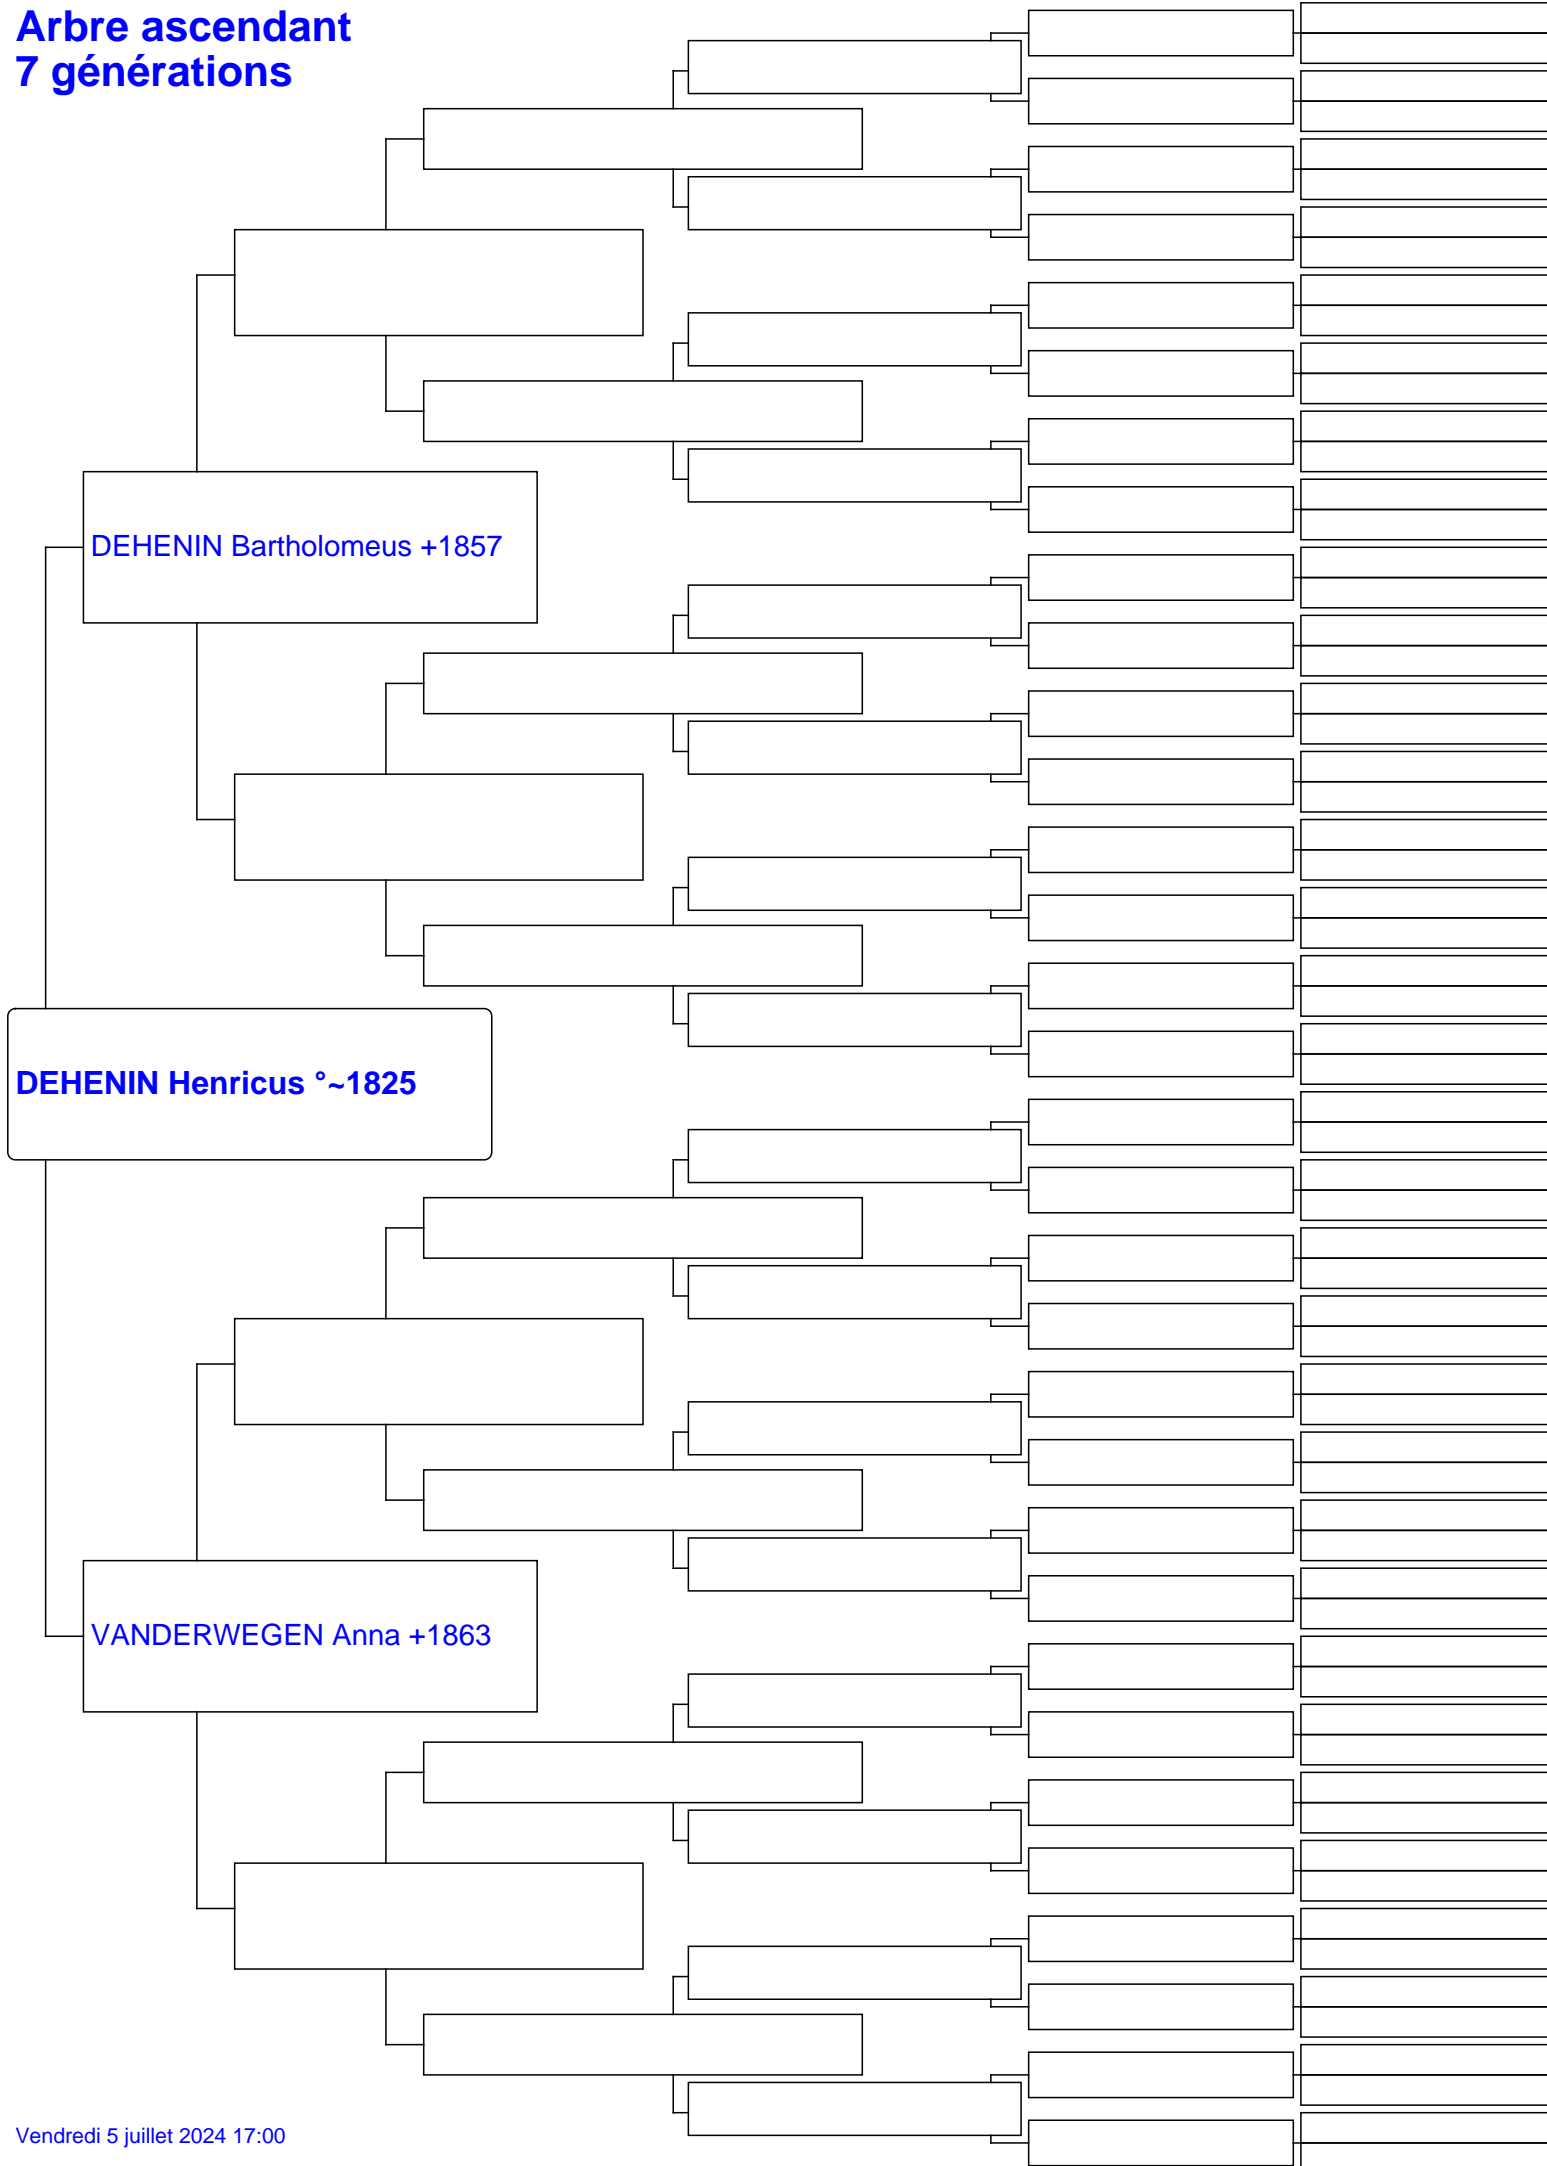 Arbre ascendant
7 générations
DEHENIN Bartholomeus +1857
DEHENIN Henricus °~1825
VANDERWEGEN Anna +1863
Vendredi 5 juillet 2024 17:00